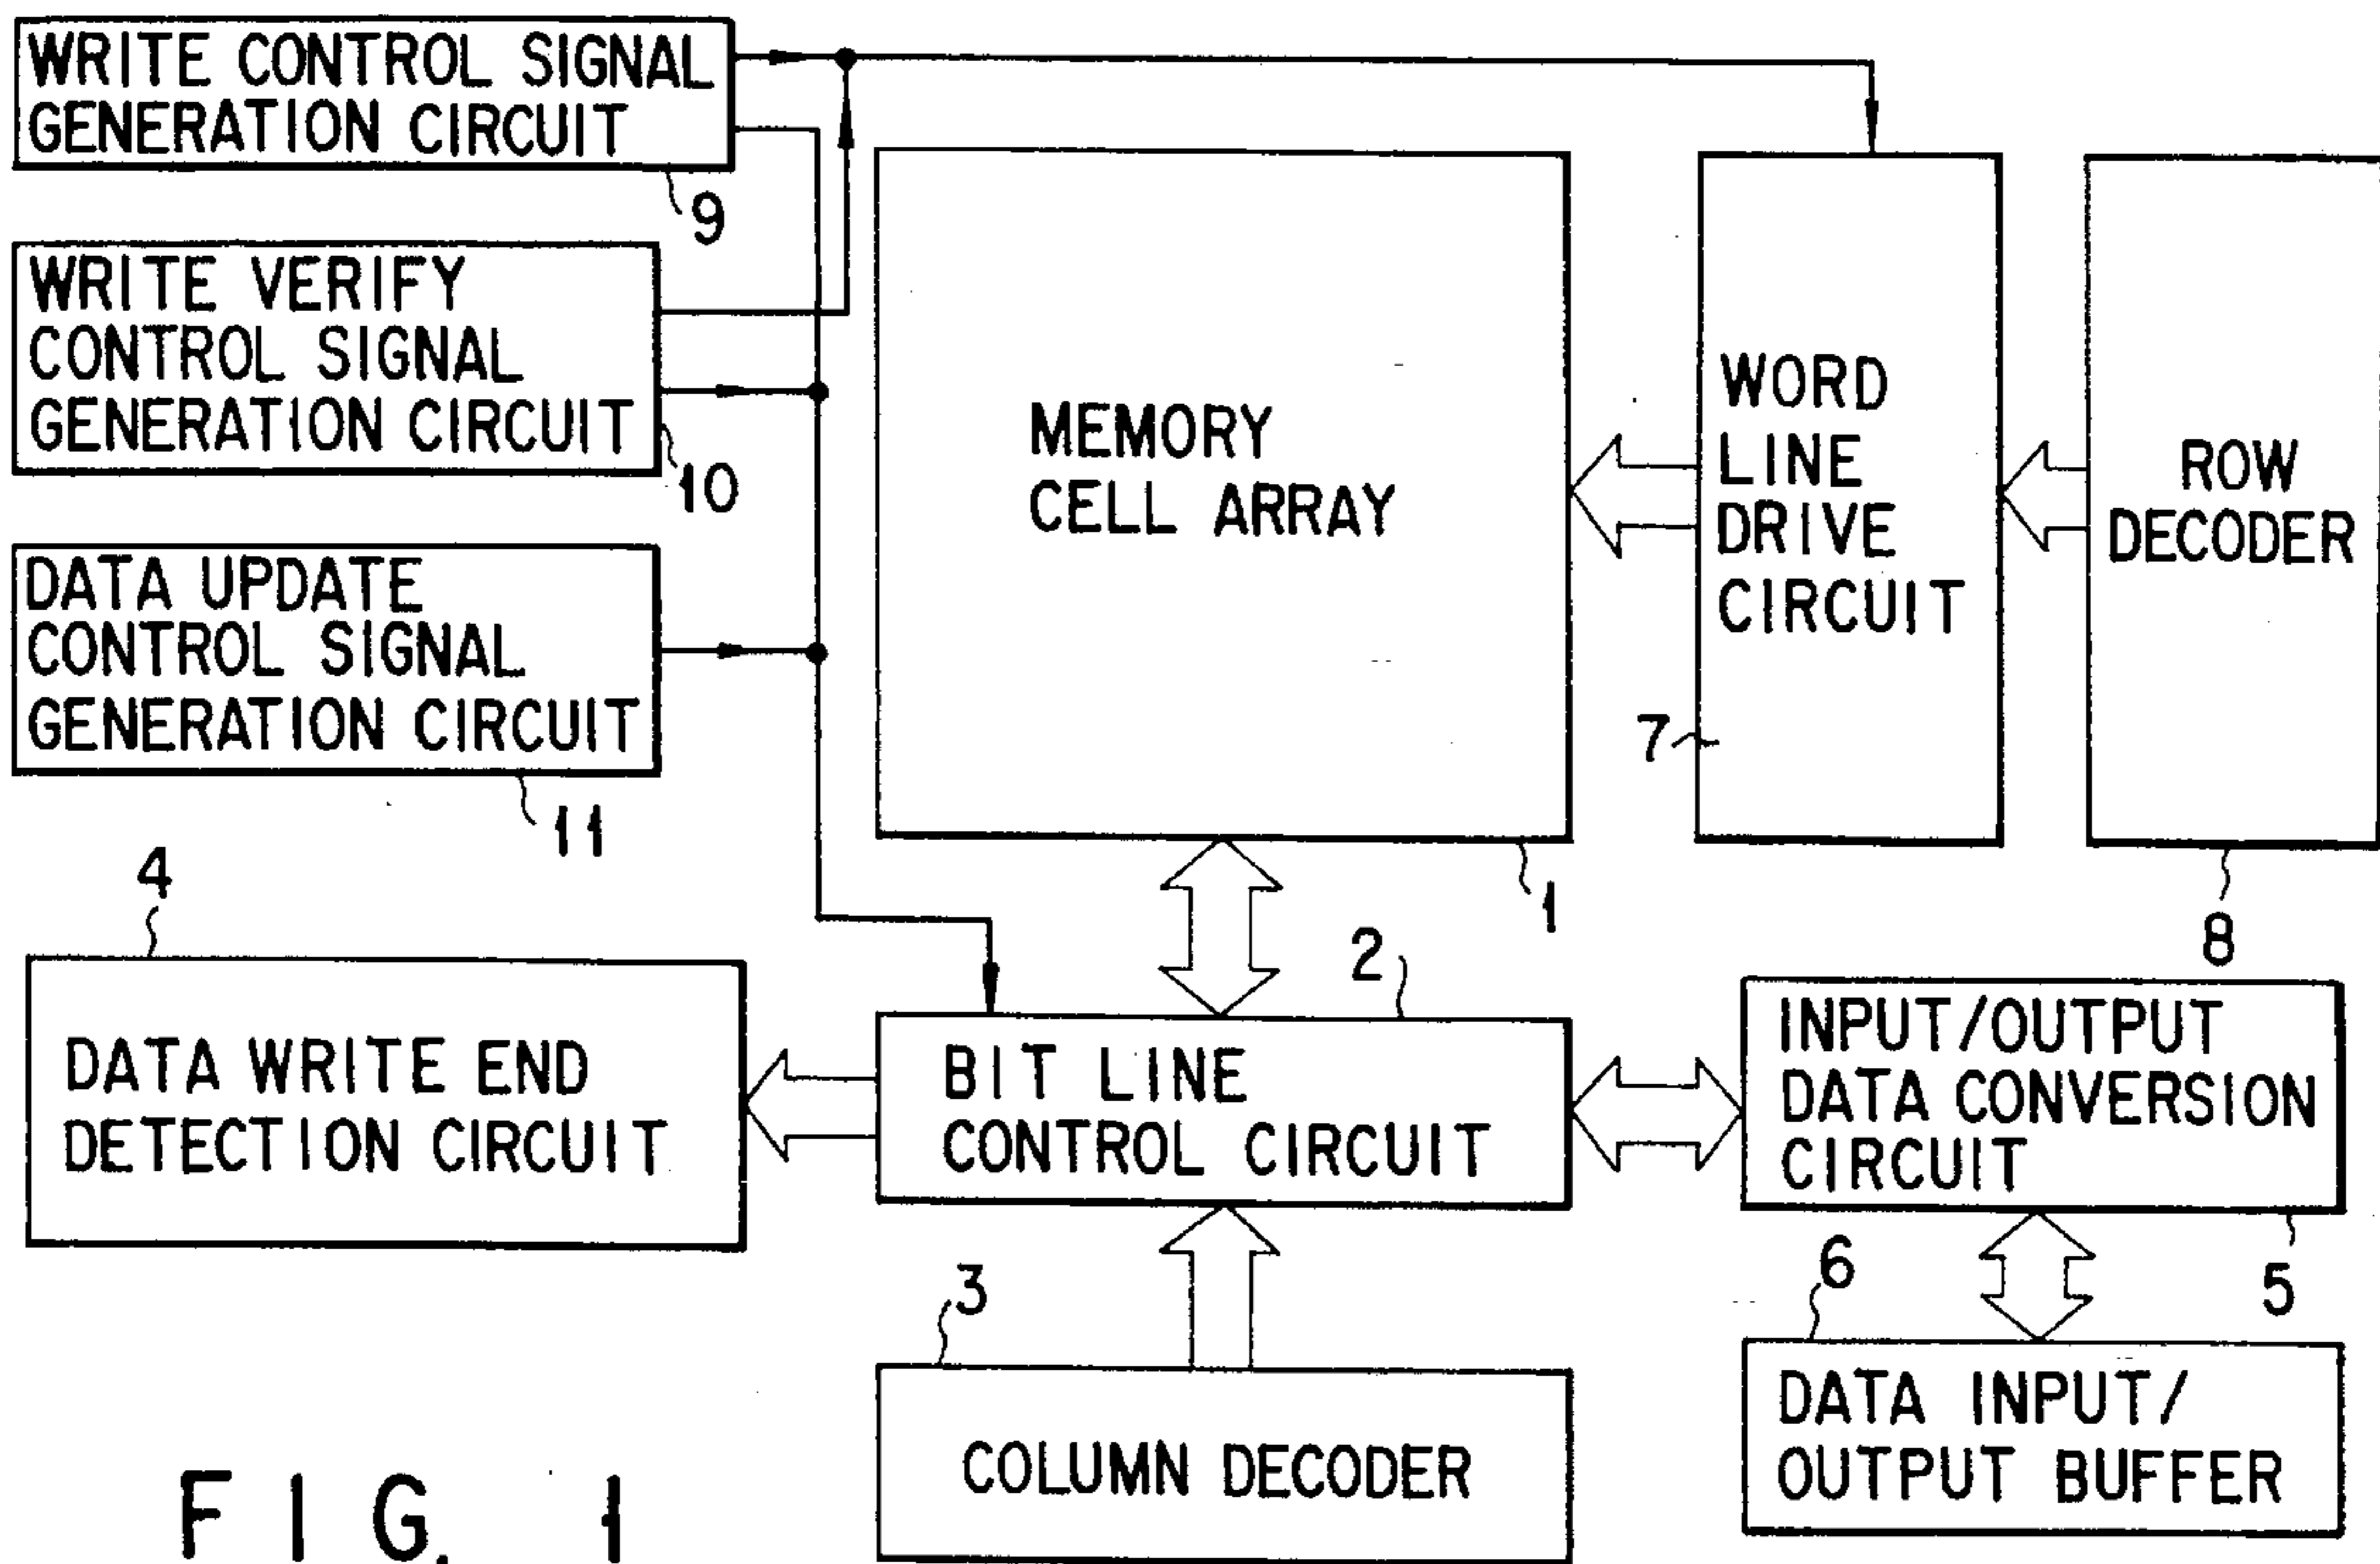 WRITE CONTROL SIGNAL
GENERATION CIRCUIT
9
WRITE VERIFY
CONTROL SIGNAL
GENERATION CIRCUIT
10
DATA UPDATE
CONTROL SIGNAL
GENERATION CIRCUIT
11
MEMORY
CELL ARRAY
1
WORD
LINE
DRIVE
CIRCUIT
7
ROW
DECODER
8
4
DATA WRITE END
DETECTION CIRCUIT
2
BIT LINE
CONTROL CIRCUIT
INPUT/OUTPUT
DATA CONVERSION
CIRCUIT
5
3
COLUMN DECODER
6
DATA INPUT/
OUTPUT BUFFER
FIG. 1